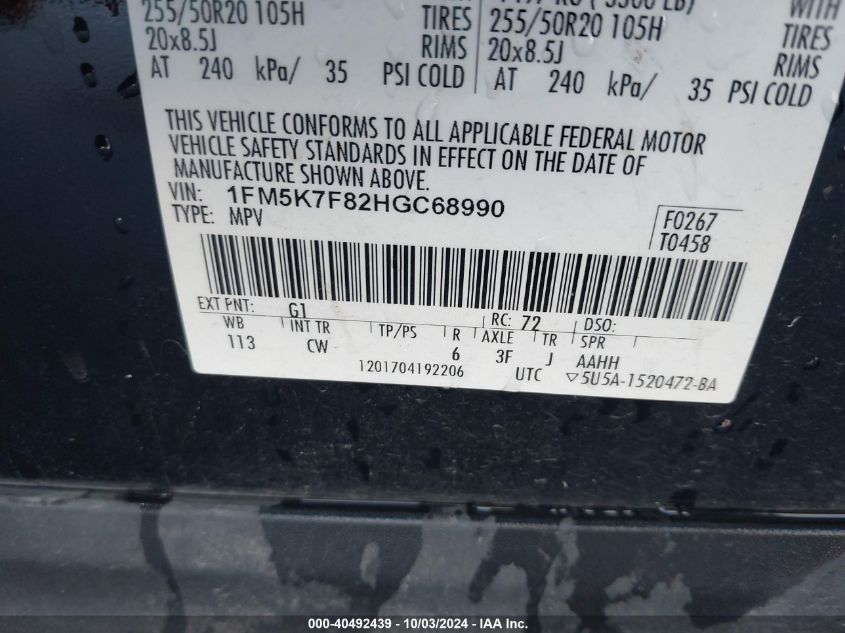 255/50R20 105H TIRES 255/50R20 105H WITH TIRES
20x8.5J RIMS 20x8.5J RIMS
AT 240 kPa/ 35 PSI COLD AT 240 kPa/ 35 PSI COLD
THIS VEHICLE CONFORMS TO ALL APPLICABLE FEDERAL MOTOR
VEHICLE SAFETY STANDARDS IN EFFECT ON THE DATE OF
MANUFACTURE SHOWN ABOVE.
VIN: 1FM5K7F82HGC68990
TYPE: MPV
F0267
T0458
EXT PNT: G1 RC: 72 DSO:
WB INT TR TP/PS R AXLE TR SPR
113 CW 6 3F J AAHH
1201704192206 UTC ▽5U5A-1520472-BA
000-40492439 - 10/03/2024 - IAA Inc.